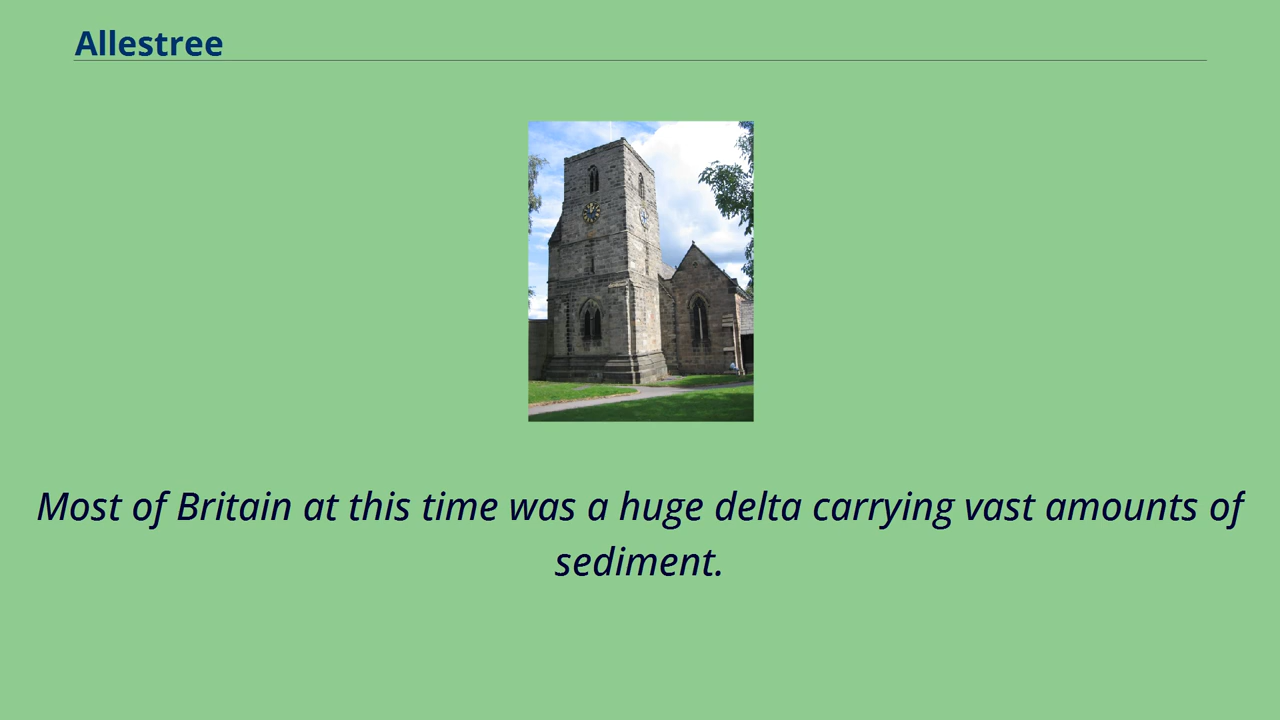 Allestree
Most of Britain at this time was a huge delta carrying vast amounts of
sediment.